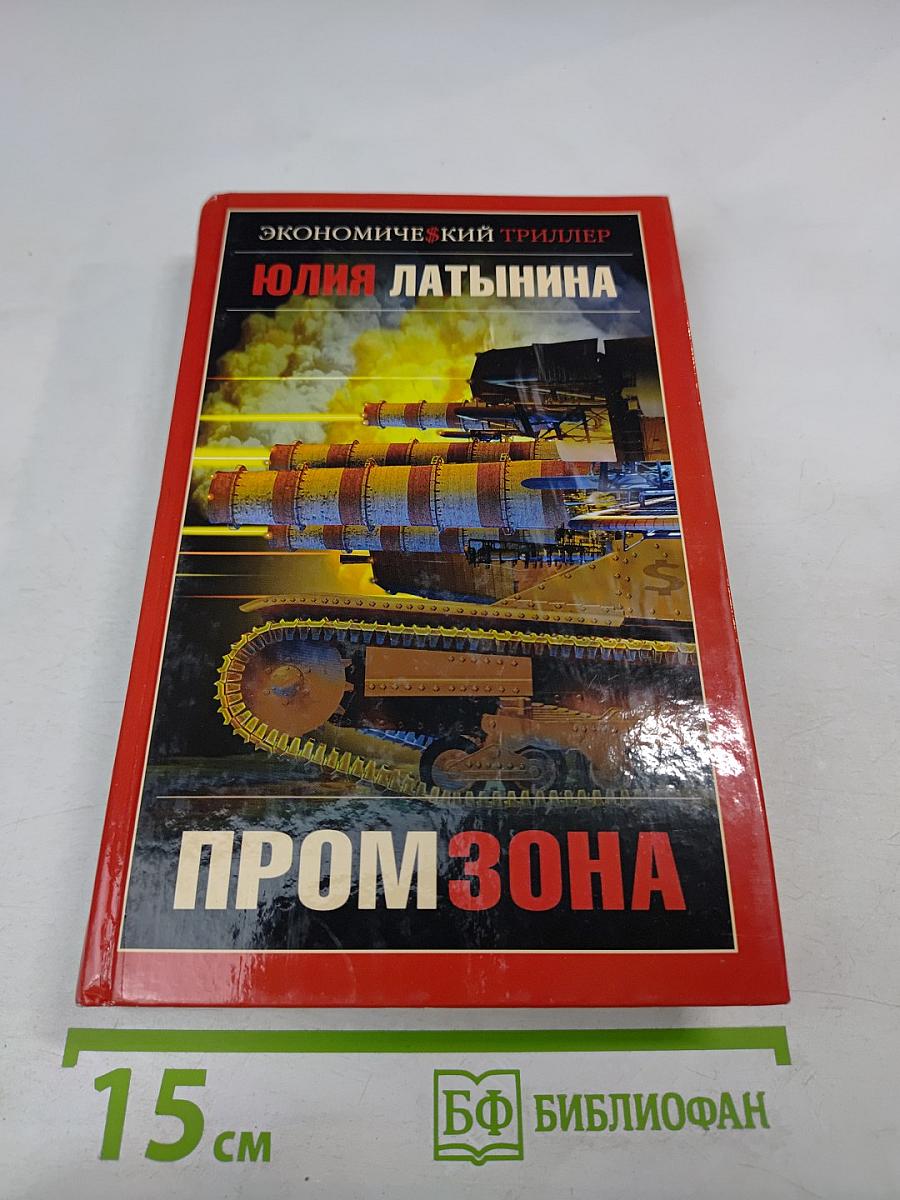 ЭКОНОМИЧЕ$КИЙ ТРИЛЛЕР
ЮЛИЯ ЛАТЫНИНА
$
ПРОМЗОНА
15 СМ
БФ БИБЛИОФАН